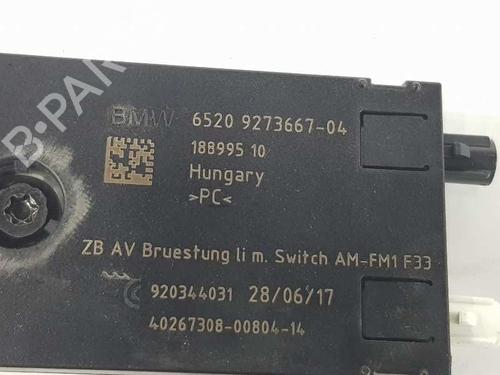 B-PARTS
BMW 6520 9273667-04
188995 10
Hungary
>PC<
ZB AV Bruestung li m. Switch AM-FM1 F33
920344031 28/06/17
40267308-00804-14